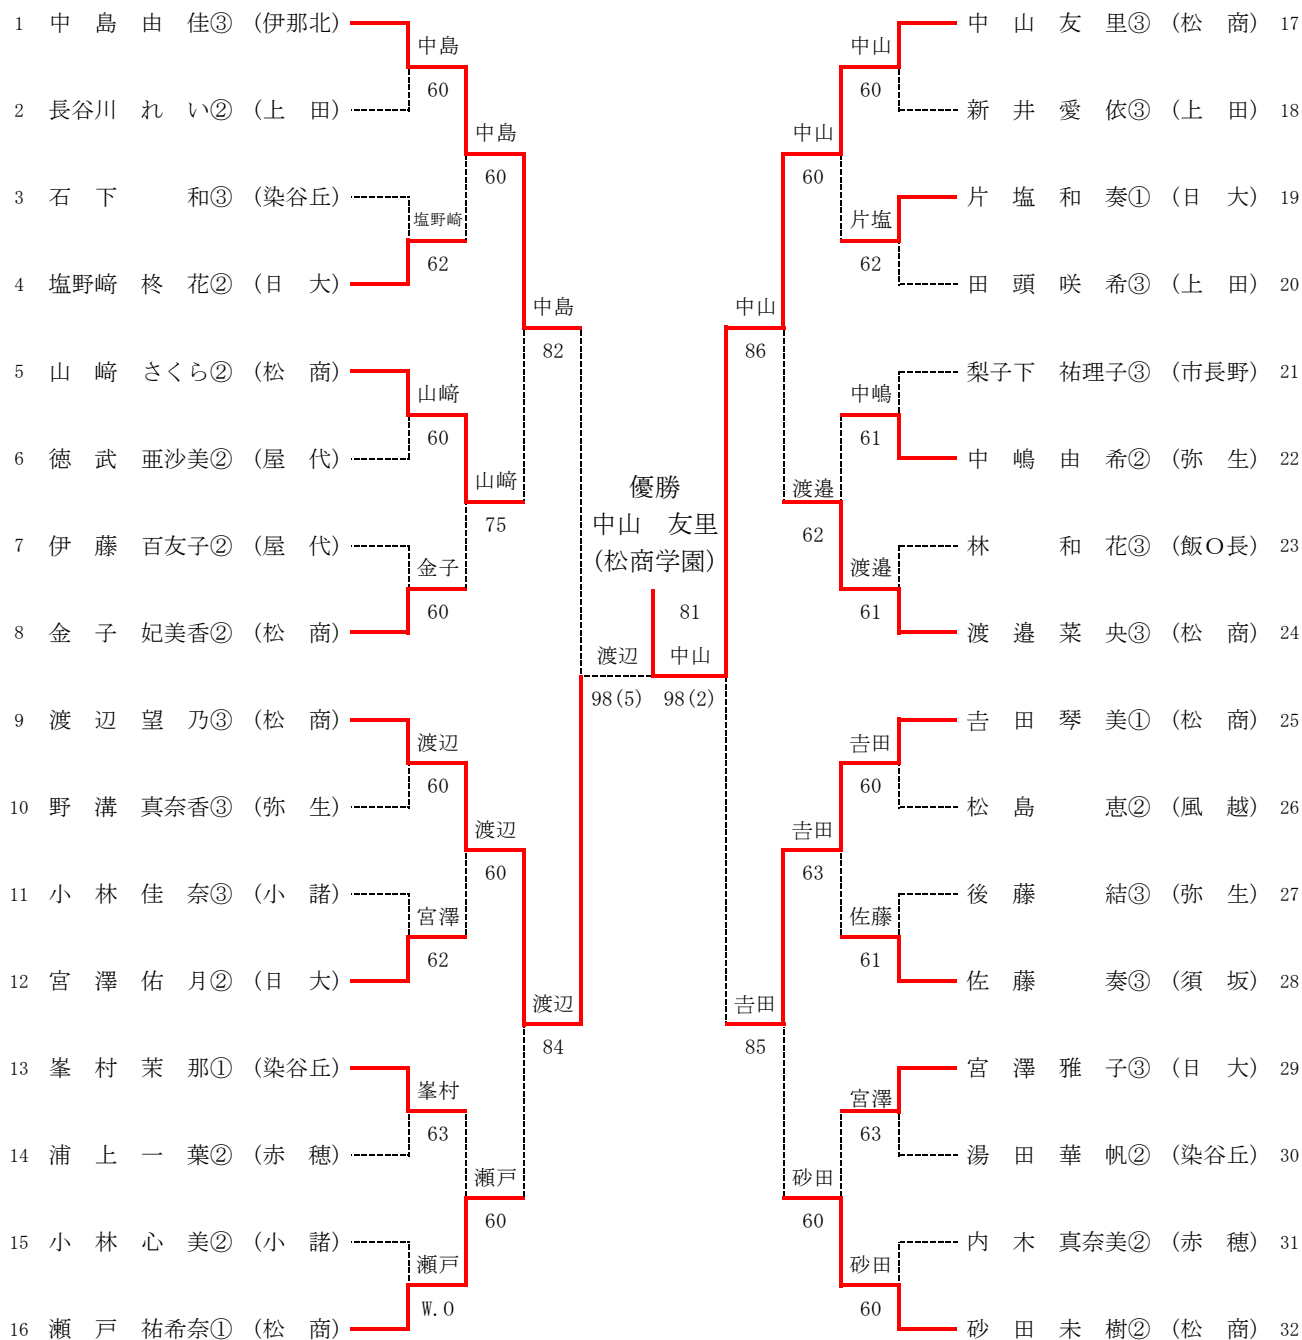 1 中 島 由 佳③ (伊那北)
2 長谷川 れ い② (上 田)
3 石 下 和③ (染谷丘)
4 塩野﨑 柊 花② (日 大)
5 山 﨑 さくら② (松 商)
6 徳 武 亜沙美② (屋 代)
7 伊 藤 百友子② (屋 代)
8 金 子 妃美香② (松 商)
9 渡 辺 望 乃③ (松 商)
10 野 溝 真奈香③ (弥 生)
11 小 林 佳 奈③ (小 諸)
12 宮 澤 佑 月② (日 大)
13 峯 村 茉 那① (染谷丘)
14 浦 上 一 葉② (赤 穂)
15 小 林 心 美② (小 諸)
16 瀬 戸 祐希奈① (松 商)
中島
60
塩野崎
62
山﨑
60
金子
60
渡辺
60
宮澤
62
峯村
63
瀬戸
W.O
中島
60
山﨑
75
渡辺
60
瀬戸
60
中島
82
渡辺
84
優勝
中山 友里
(松商学園)
81
渡辺
98(5)
中山
98(2)
中山
86
吉田
85
中山
60
渡邉
62
吉田
63
砂田
60
中山
60
片塩
62
中嶋
61
渡邉
61
吉田
60
佐藤
61
宮澤
63
砂田
60
中 山 友 里③ (松 商) 17
新 井 愛 依③ (上 田) 18
片 塩 和 奏① (日 大) 19
田 頭 咲 希③ (上 田) 20
梨子下 祐理子③ (市長野) 21
中 嶋 由 希② (弥 生) 22
林 和 花③ (飯O長) 23
渡 邉 菜 央③ (松 商) 24
吉 田 琴 美① (松 商) 25
松 島 恵② (風 越) 26
後 藤 結③ (弥 生) 27
佐 藤 奏③ (須 坂) 28
宮 澤 雅 子③ (日 大) 29
湯 田 華 帆② (染谷丘) 30
内 木 真奈美② (赤 穂) 31
砂 田 未 樹② (松 商) 32